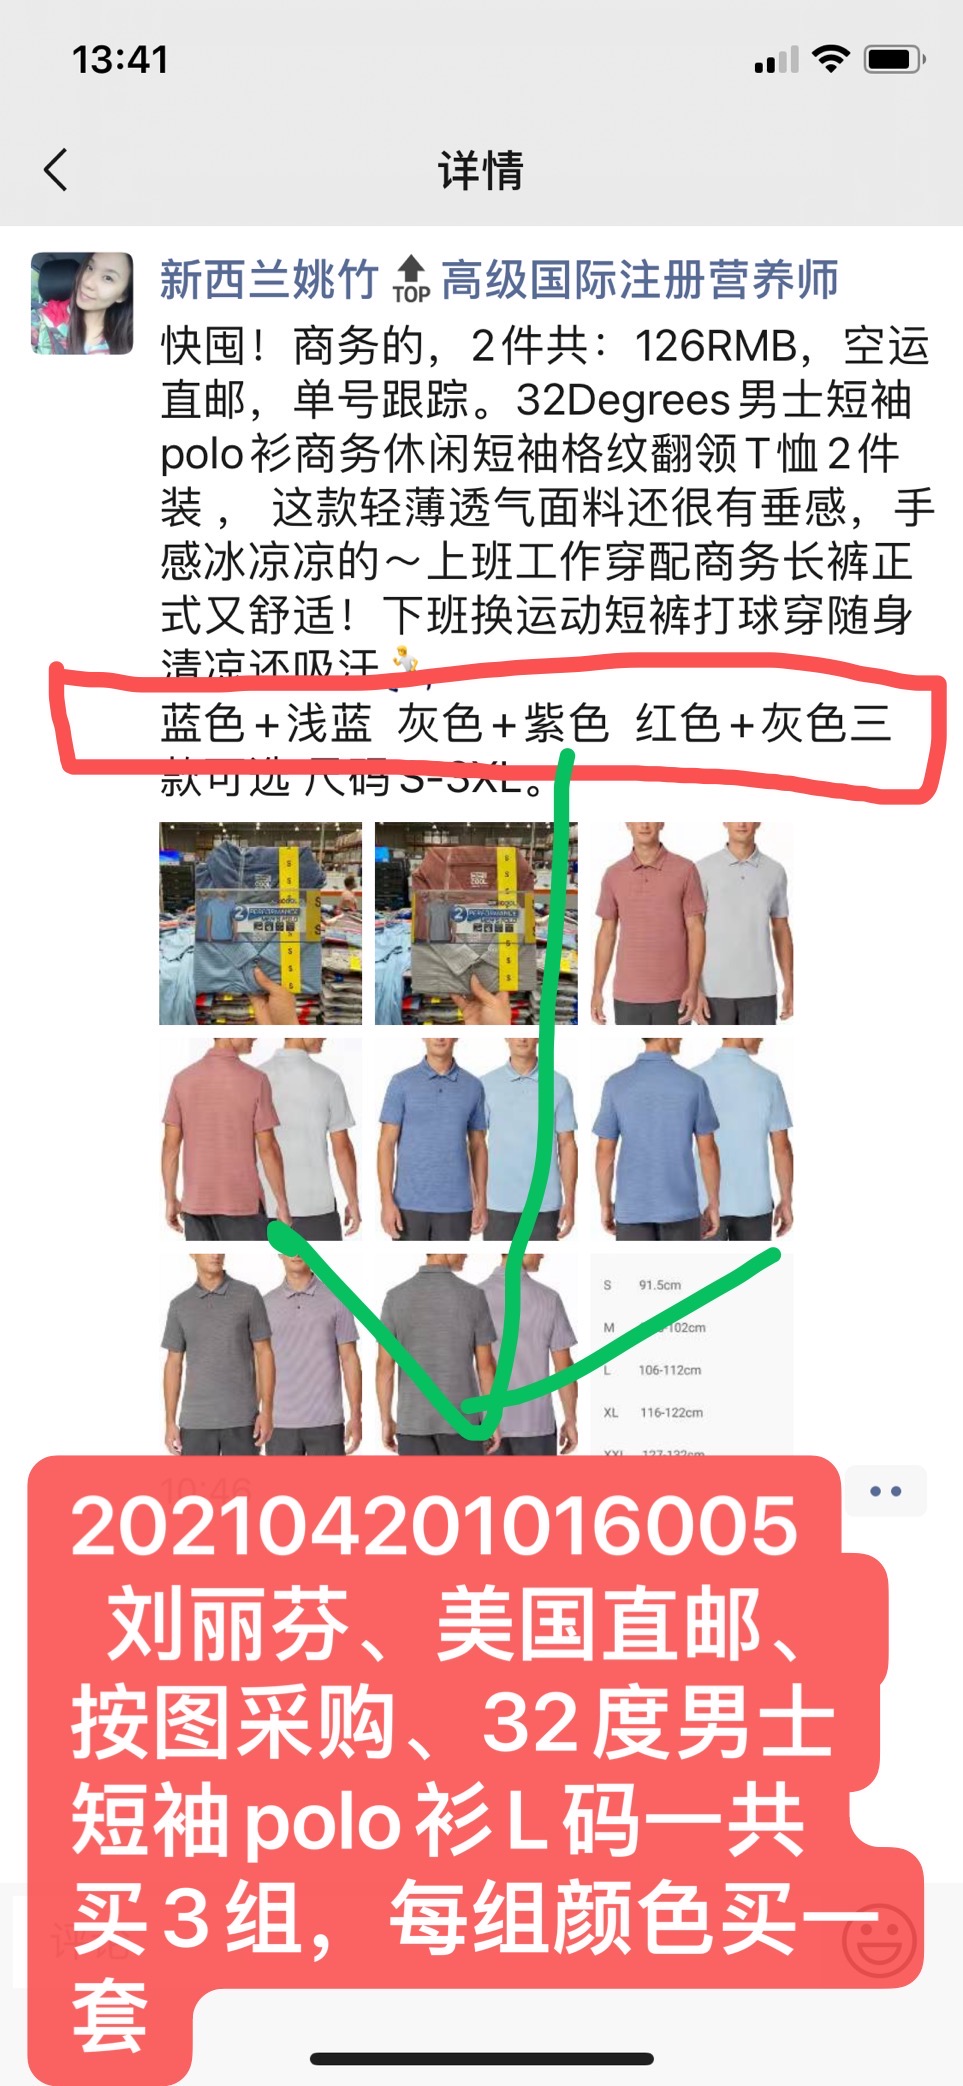 13:41
详情
新西兰姚竹 TOP 高级国际注册营养师
快囤！商务的，2件共：126RMB，空运
直邮，单号跟踪。32Degrees男士短袖
polo衫商务休闲短袖格纹翻领T恤2件
装， 这款轻薄透气面料还很有垂感，手
感冰凉凉的～上班工作穿配商务长裤正
式又舒适！下班换运动短裤打球穿随身
清凉还吸汗🏃，
蓝色+浅蓝 灰色+紫色 红色+灰色三
款可选 尺码S-3XL。
2 PERFORMANCE
2 PERFORMANCE
S 91.5cm
M 102cm
L 106-112cm
XL 116-122cm
XXL 127-132cm
10:46
202104201016005
刘丽芬、美国直邮、
按图采购、32度男士
短袖polo衫L码一共
买3组，每组颜色买一
套